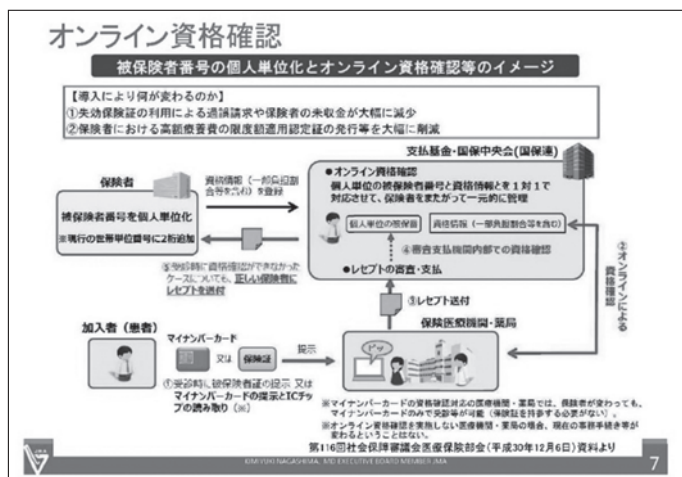 オンライン資格確認
被保険者番号の個人単位化とオンライン資格確認等のイメージ
【導入により何が変わるのか】
①失効保険証の利用による過誤請求や保険者の未収金が大幅に減少
②保険者における高額療養費の限度額適用認定証の発行等を大幅に削減
支払基金・国保中央会(国保連)
●オンライン資格確認
個人単位の被保険者番号と資格情報とを1対1で
対応させて、保険者をまたがって一元的に管理
個人単位の被保番
資格情報(一部負担割合等を含む)
④審査支払機関内部での資格確認
●レセプトの審査・支払
保険者
資格情報(一部負担割
合等を含む)を登録
被保険者番号を個人単位化
※現行の世帯単位番号に2桁追加
⑤受診時に資格確認ができなかった
ケースについても、正しい保険者に
レセプトを送付
②オンラインによる
資格確認
③レセプト送付
加入者(患者)
マイナンバーカード
又は
保険証
提示
保険医療機関・薬局
ピッ
①受診時に被保険者証の提示 又は
マイナンバーカードの提示とICチッ
プの読み取り(※)
※マイナンバーカードの資格確認対応の医療機関・薬局では、保険者が変わっても、
マイナンバーカードのみで受診等が可能(保険証を持参する必要がない)。
※オンライン資格確認を実施しない医療機関・薬局の場合、現在の事務手続き等が
変わるということはない。
第116回社会保障審議会医療保険部会(平成30年12月6日)資料より
KIMIYUKI NAGASHIMA, MD EXECUTIVE BOARD MEMBER JMA
7